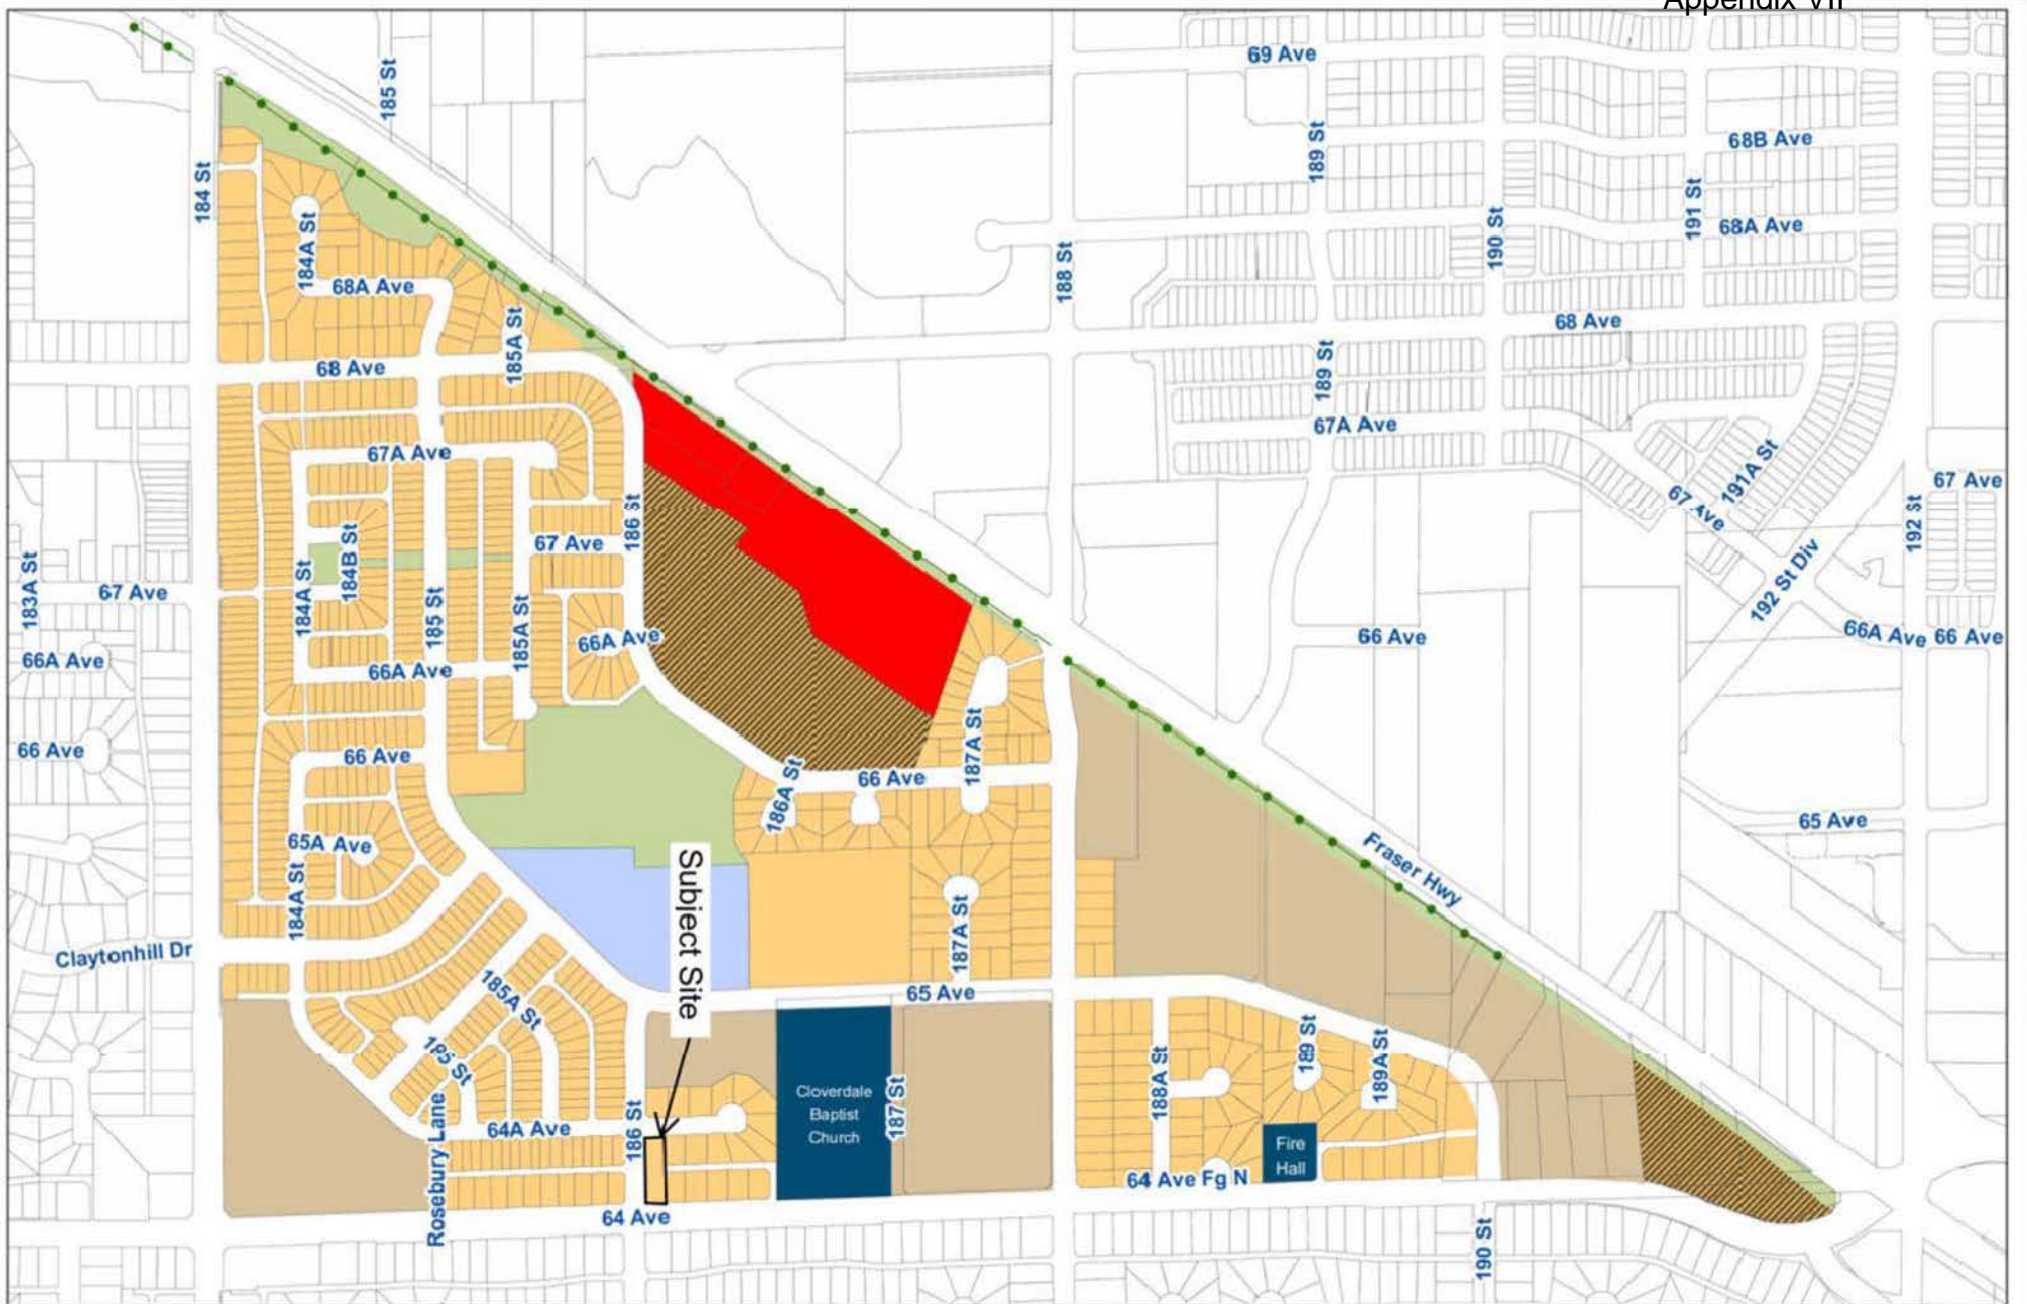 Appendix VII
69 Ave
185 St
68B Ave
189 St
184 St
191 St
190 St
68A Ave
184A St
188 St
68A Ave
68 Ave
185A St
68 Ave
189 St
67A Ave
67A Ave
191A St
67 Ave
67 Ave
192 St
186 St
184B St
67 Ave
183A St
67 Ave
184A St
185 St
185A St
192 St Div
66A Ave
66 Ave
66A Ave
66 Ave
66A Ave
66A Ave
66 Ave
66 Ave
187A St
186A St
66 Ave
65 Ave
65A Ave
Fraser Hwy
184A St
Subject Site
187A St
Claytonhill Dr
65 Ave
185A St
189 St
189A St
185 St
188A St
Cloverdale
Baptist
Church
187 St
Rosebury Lane
64A Ave
186 St
Fire
Hall
64 Ave Fg N
64 Ave
190 St